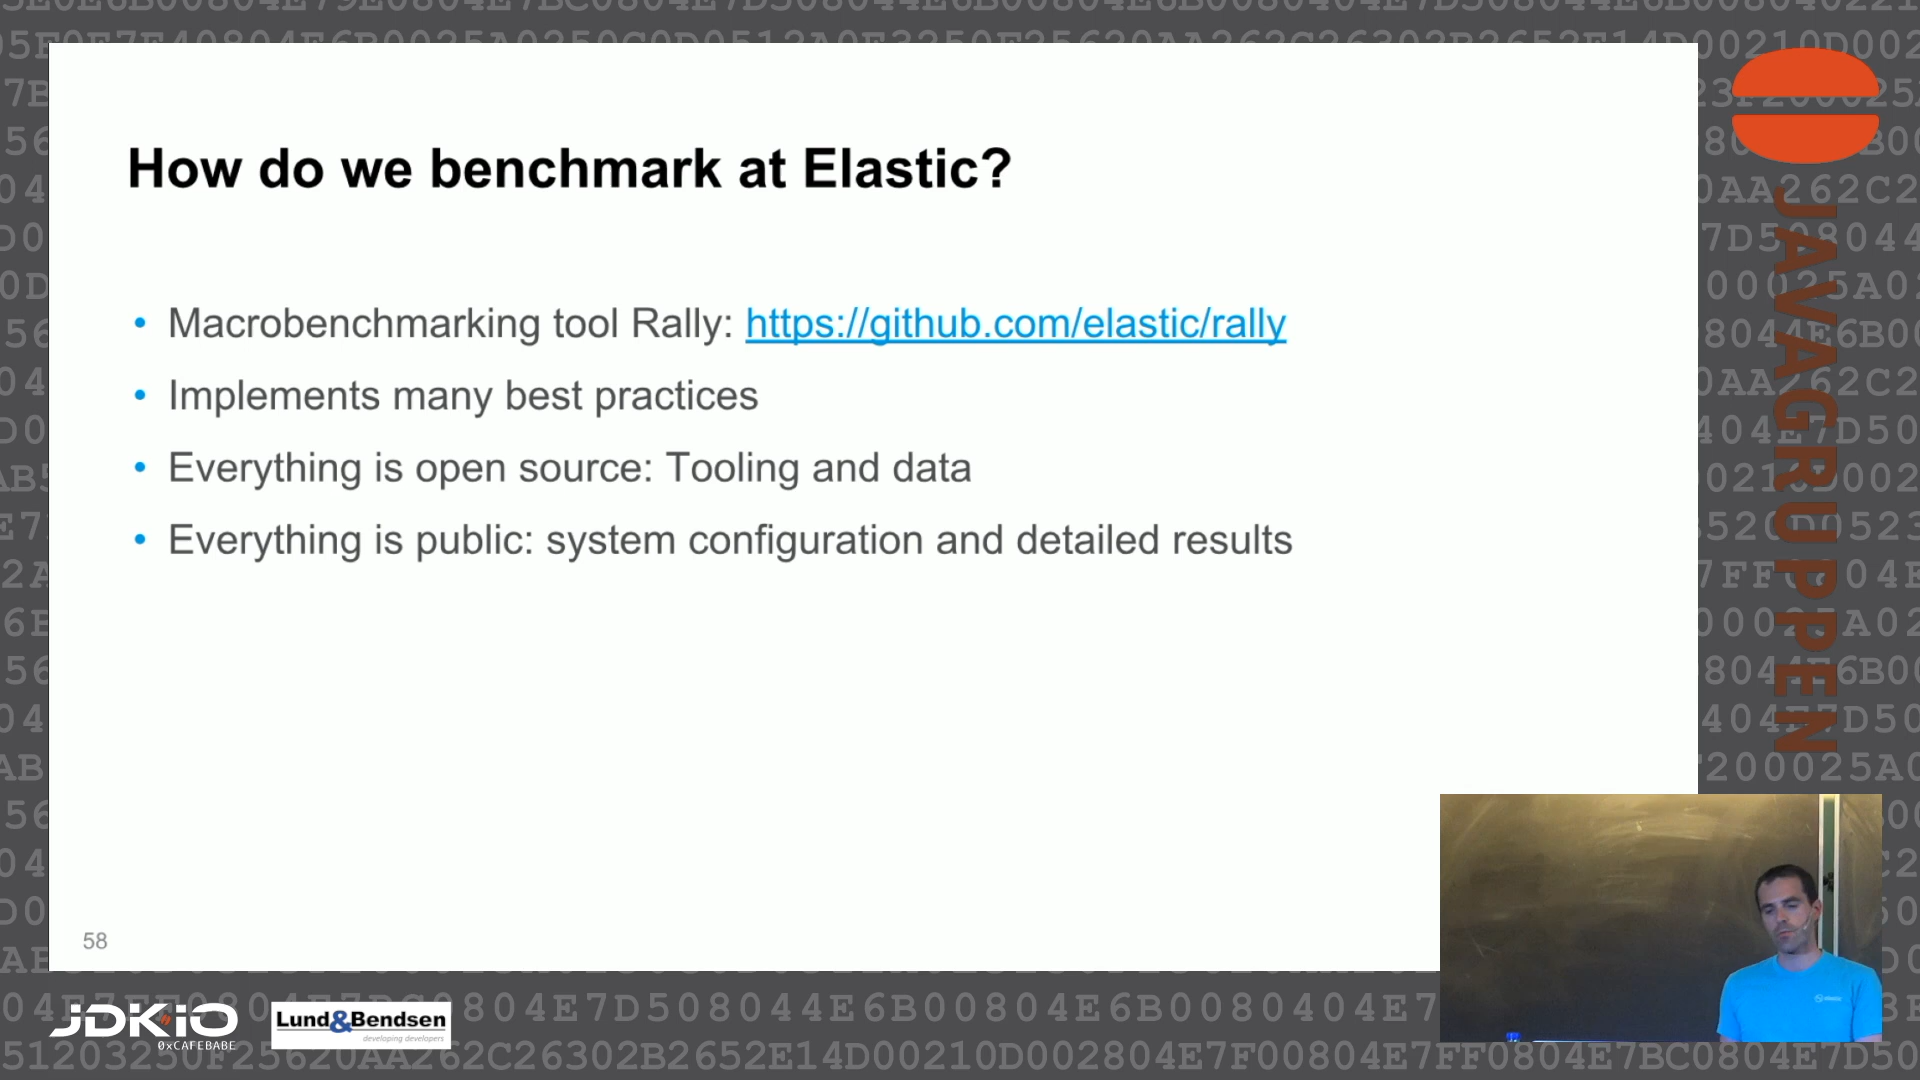 How do we benchmark at Elastic?
• Macrobenchmarking tool Rally: https://github.com/elastic/rally
• Implements many best practices
• Everything is open source: Tooling and data
• Everything is public: system configuration and detailed results
58
JAVAGRUPPEN
JDKIO
0xCAFEBABE
Lund&Bendsen
developing developers